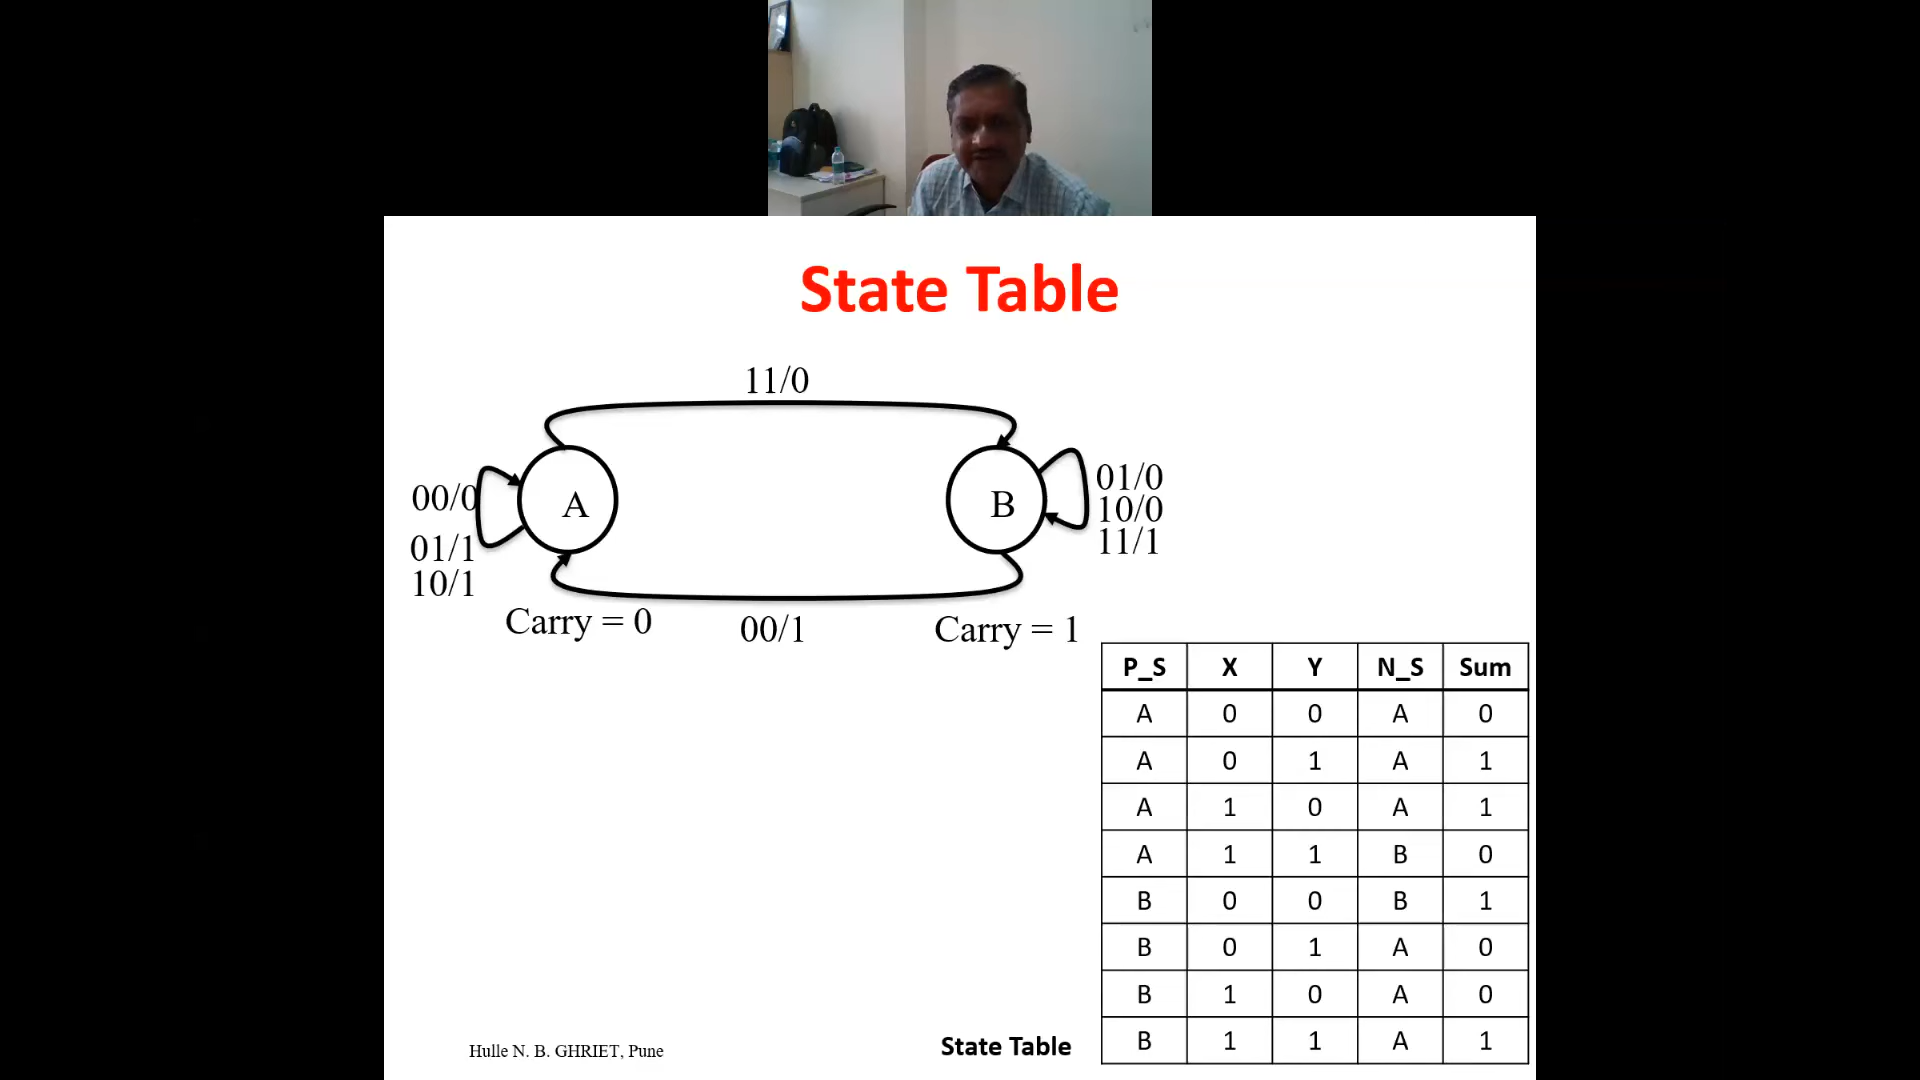 State Table
11/0
00/0
01/1
10/1
A
B
01/0
10/0
11/1
Carry = 0
00/1
Carry = 1
P_S X Y N_S Sum
A 0 0 A 0
A 0 1 A 1
A 1 0 A 1
A 1 1 B 0
B 0 0 B 1
B 0 1 A 0
B 1 0 A 0
B 1 1 A 1
Hulle N. B. GHRIET, Pune
State Table